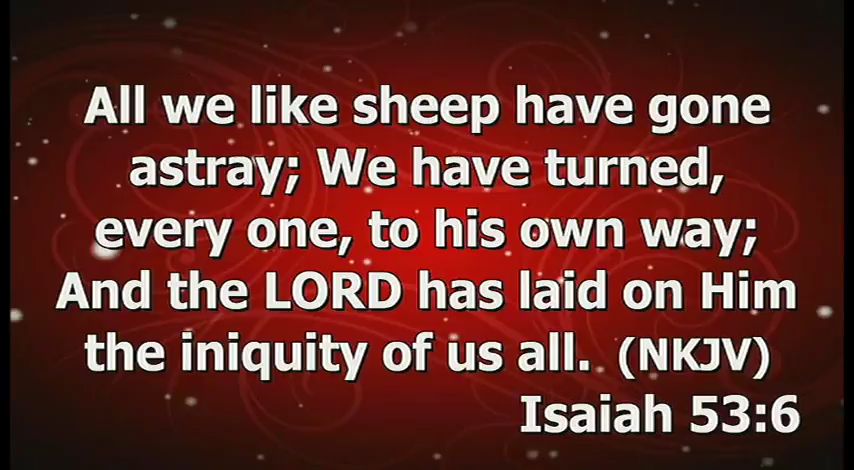 All we like sheep have gone
astray; We have turned,
every one, to his own way;
And the LORD has laid on Him
the iniquity of us all.  (NKJV)
Isaiah 53:6